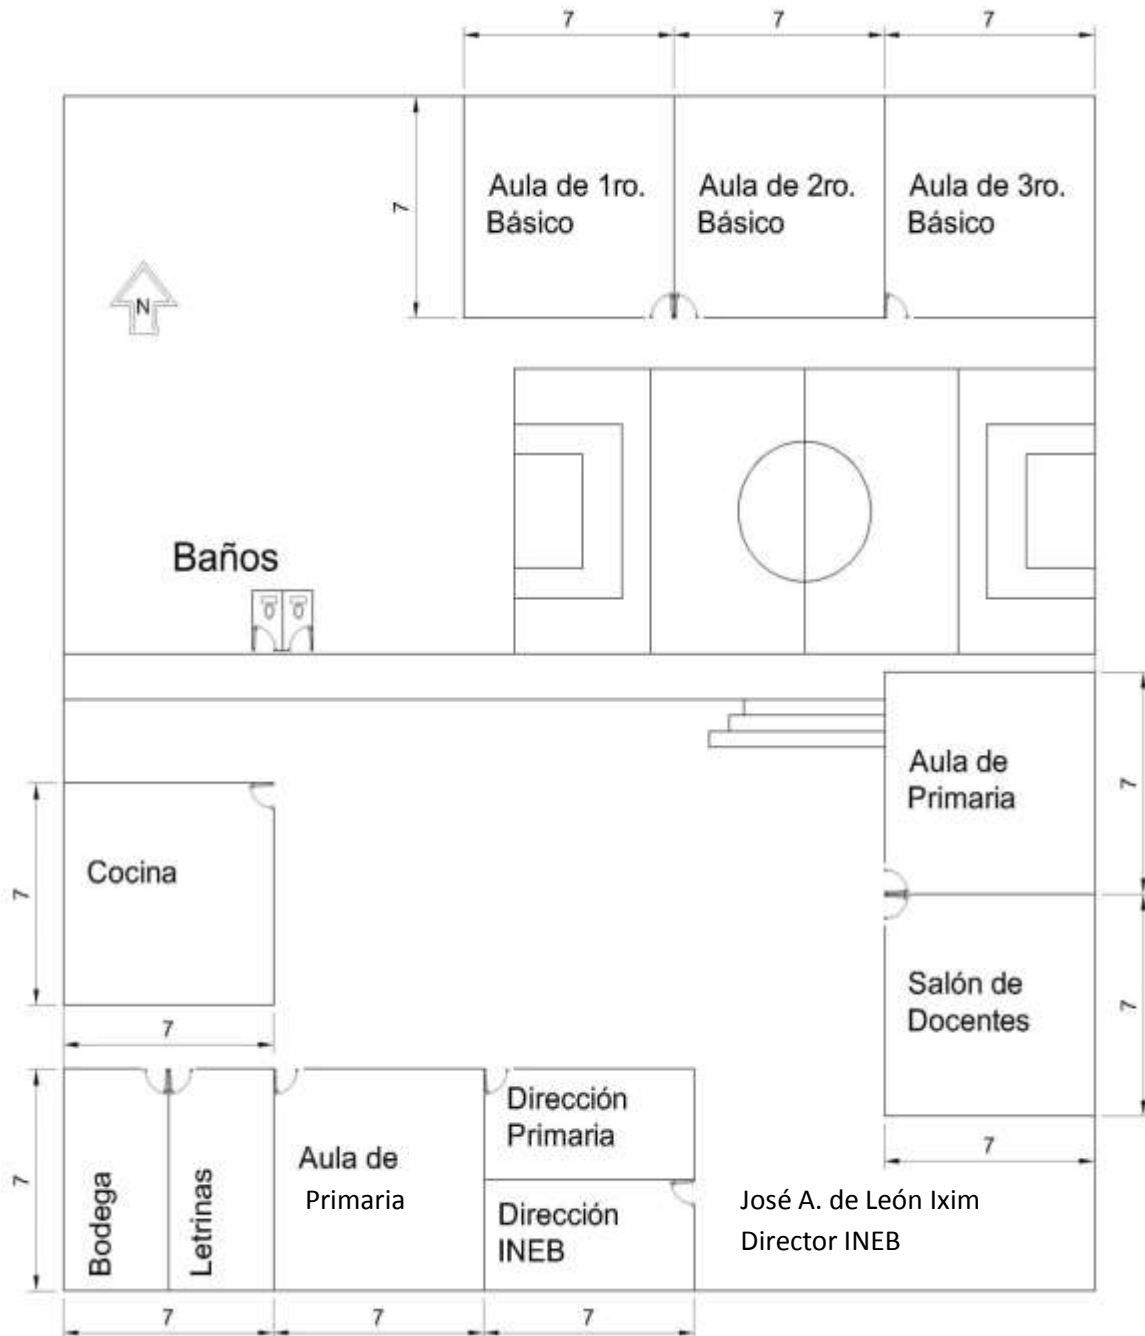 7
7
7
7
Aula de 1ro.
Básico
Aula de 2ro.
Básico
Aula de 3ro.
Básico
N
Baños
Aula de
Primaria
7
Cocina
7
7
Salón de
Docentes
7
7
Bodega
Letrinas
Aula de
Primaria
Dirección
Primaria
Dirección
INEB
7
7
José A. de León Ixim
Director INEB
7
7
7